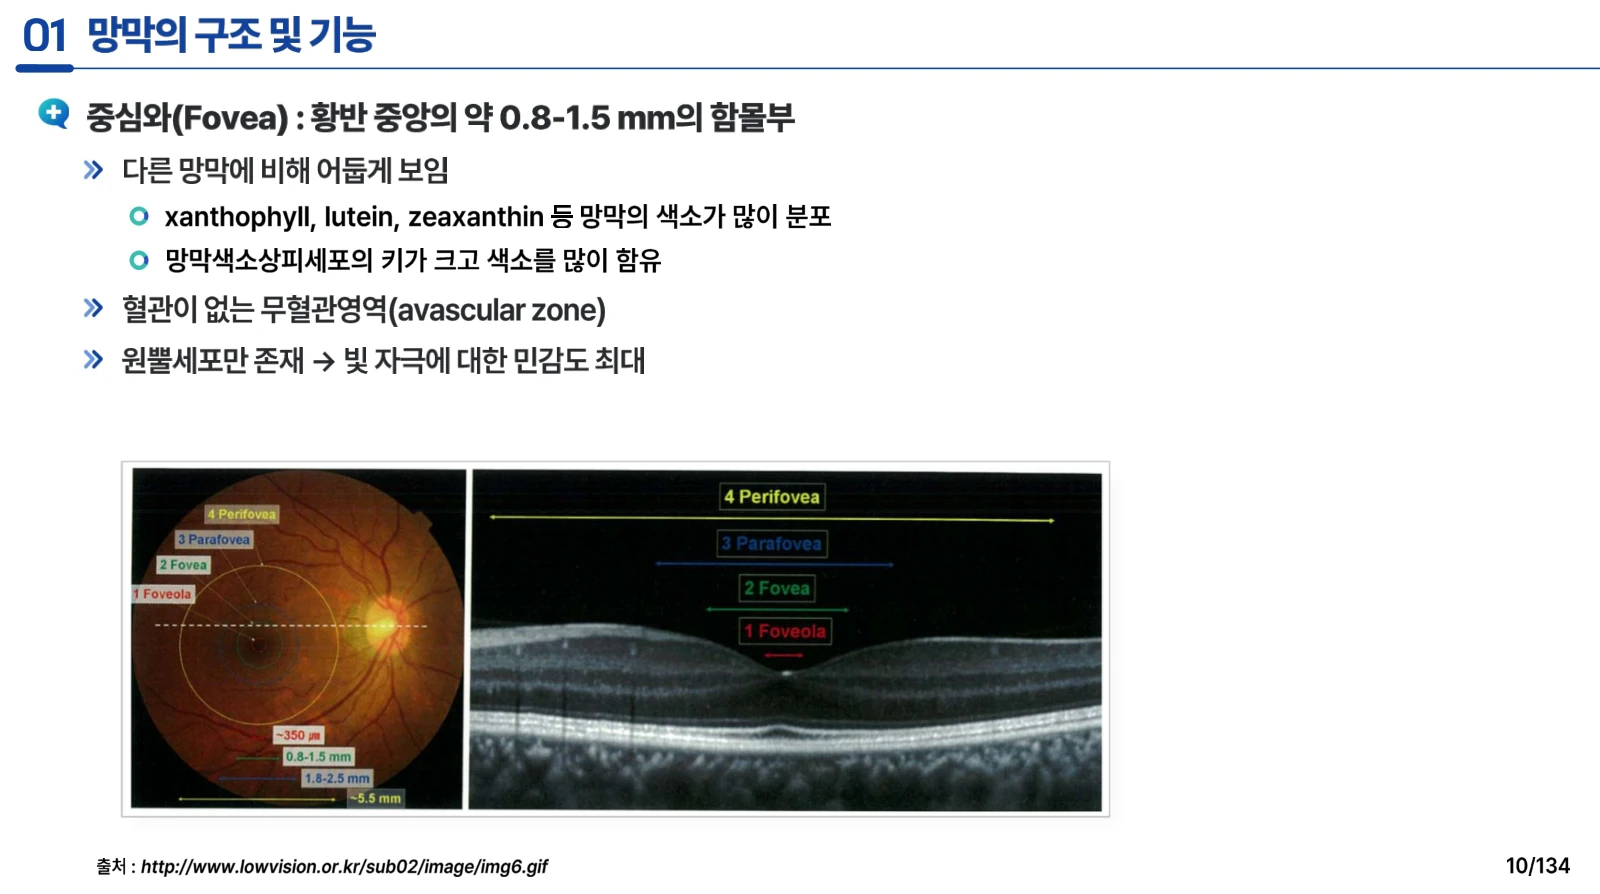 01 망막의 구조 및 기능
중심와(Fovea) : 황반 중앙의 약 0.8-1.5 mm의 함몰부
다른 망막에 비해 어둡게 보임
xanthophyll, lutein, zeaxanthin 등 망막의 색소가 많이 분포
망막색소상피세포의 키가 크고 색소를 많이 함유
혈관이 없는 무혈관영역(avascular zone)
원뿔세포만 존재 → 빛 자극에 대한 민감도 최대
4 Perifovea
3 Parafovea
2 Fovea
1 Foveola
~350 ㎛
0.8-1.5 mm
1.8-2.5 mm
~5.5 mm
4 Perifovea
3 Parafovea
2 Fovea
1 Foveola
출처 : http://www.lowvision.or.kr/sub02/image/img6.gif
10/134